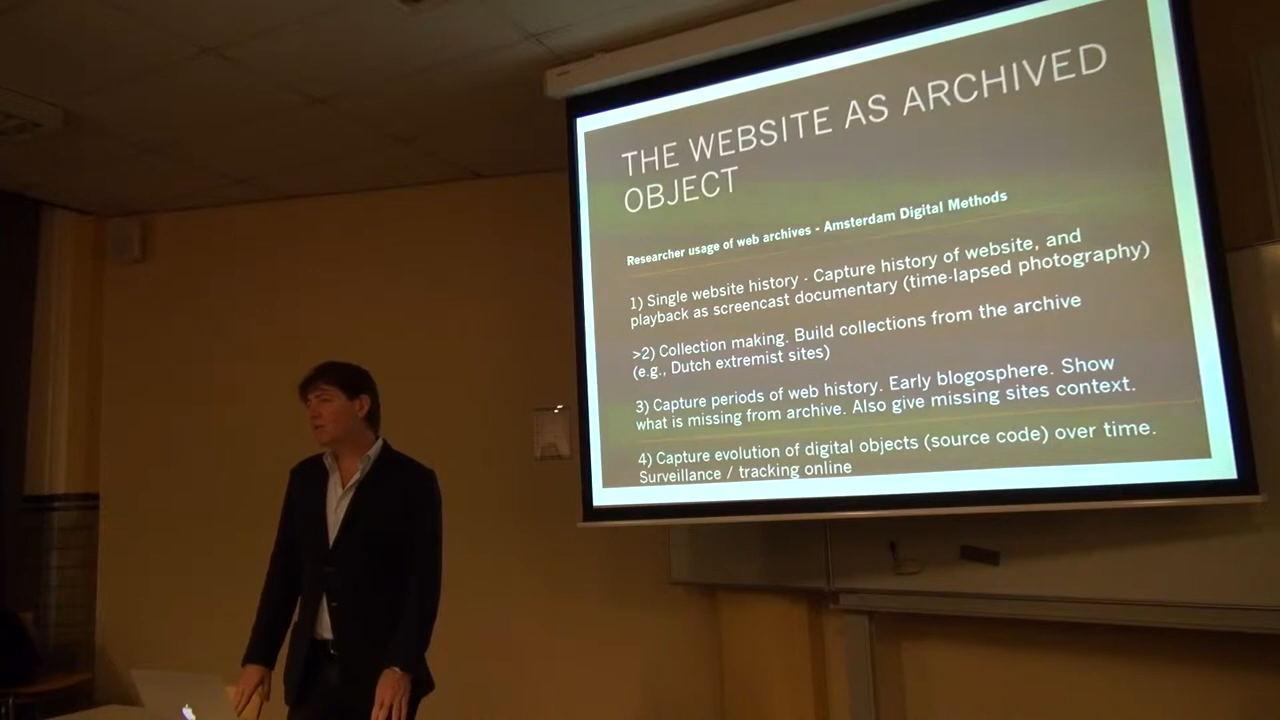 THE WEBSITE AS ARCHIVED
OBJECT
Researcher usage of web archives - Amsterdam Digital Methods
1) Single website history - Capture history of website, and
playback as screencast documentary (time-lapsed photography)
>2) Collection making. Build collections from the archive
(e.g., Dutch extremist sites)
3) Capture periods of web history. Early blogosphere. Show
what is missing from archive. Also give missing sites context.
4) Capture evolution of digital objects (source code) over time.
Surveillance / tracking online